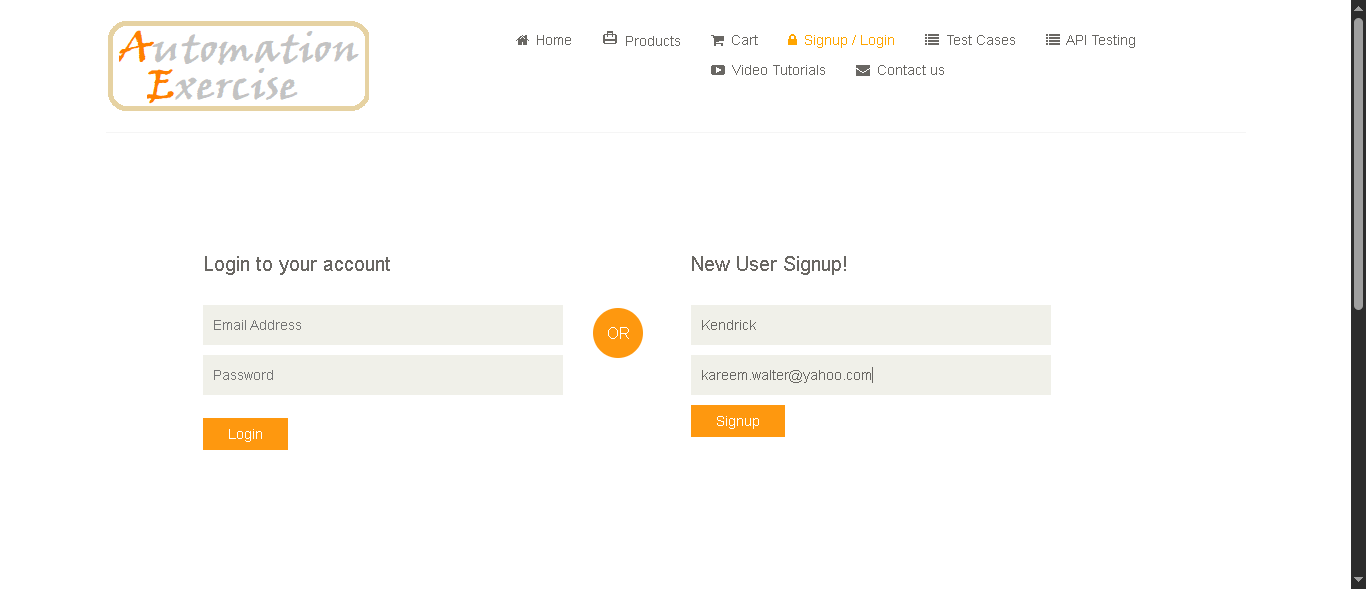 Automation
Exercise
Home Products Cart Signup / Login Test Cases API Testing
Video Tutorials Contact us
Login to your account
Email Address
Password
Login
OR
New User Signup!
Kendrick
kareem.walter@yahoo.com
Signup